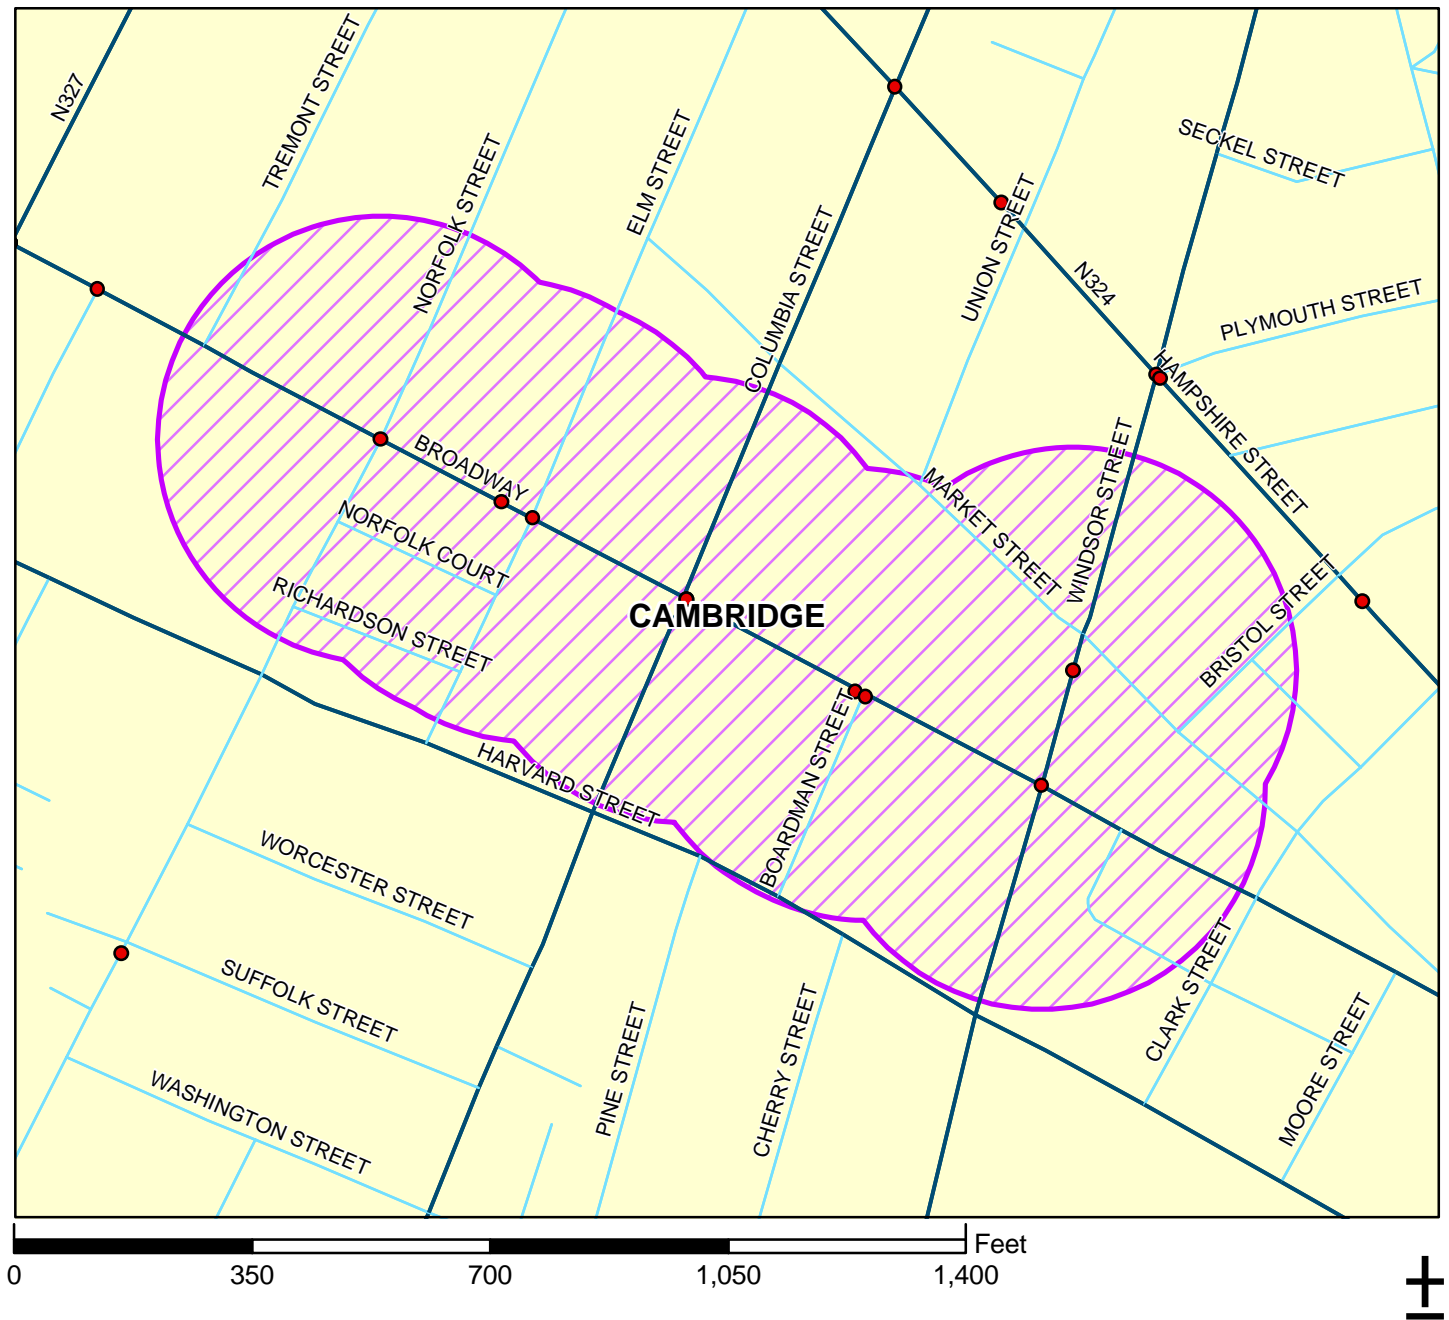 N327
TREMONT STREET
NORFOLK STREET
ELM STREET
COLUMBIA STREET
UNION STREET
SECKEL STREET
N324
PLYMOUTH STREET
HAMPSHIRE STREET
BROADWAY
NORFOLK COURT
RICHARDSON STREET
MARKET STREET
WINDSOR STREET
BRISTOL STREET
CAMBRIDGE
HARVARD STREET
BOARDMAN STREET
WORCESTER STREET
SUFFOLK STREET
WASHINGTON STREET
PINE STREET
CHERRY STREET
CLARK STREET
MOORE STREET
Feet
0 350 700 1,050 1,400